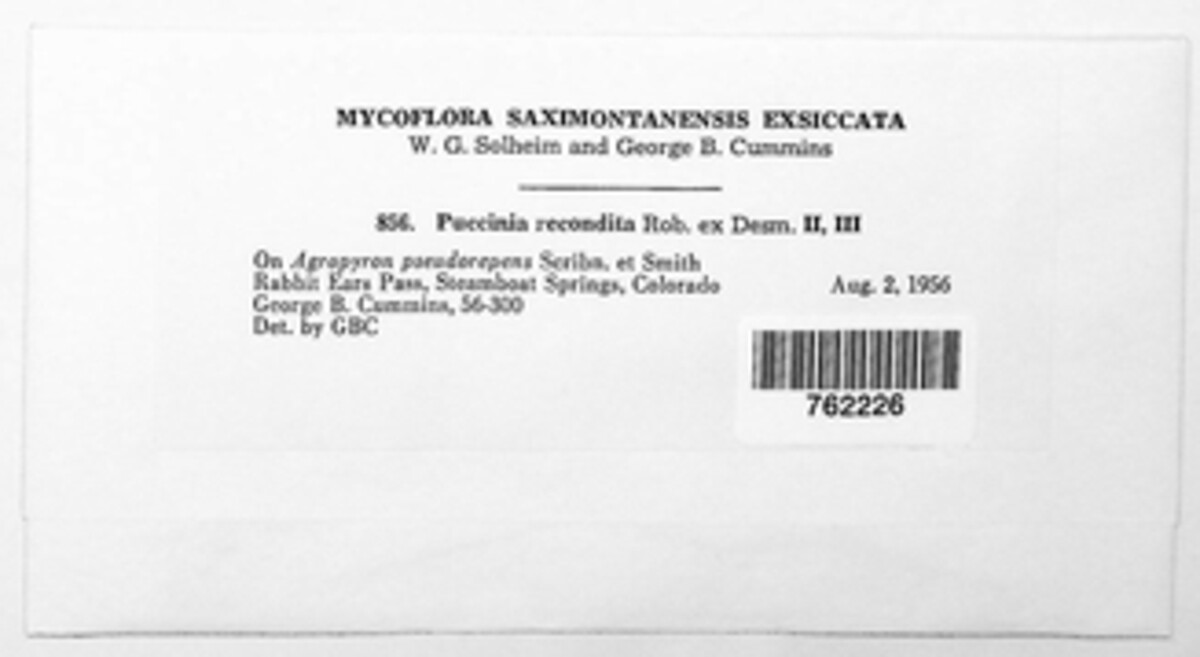 MYCOFLORA SAXIMONTANENSIS EXSICCATA
W. G. Solheim and George B. Cummins
856. Puccinia recondita Rob. ex Desm. II, III
On Agropyron pseudorepens Scribn. et Smith
Rabbit Ears Pass, Steamboat Springs, Colorado Aug. 2, 1956
George B. Cummins, 56-300
Det. by GBC
762226